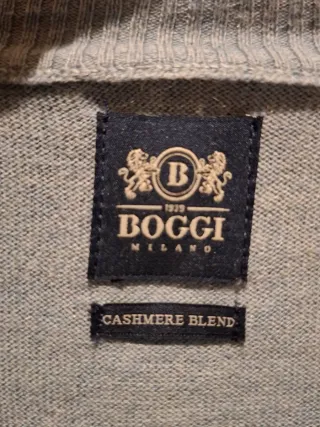 B
1939
BOGGI
MILANO
CASHMERE BLEND